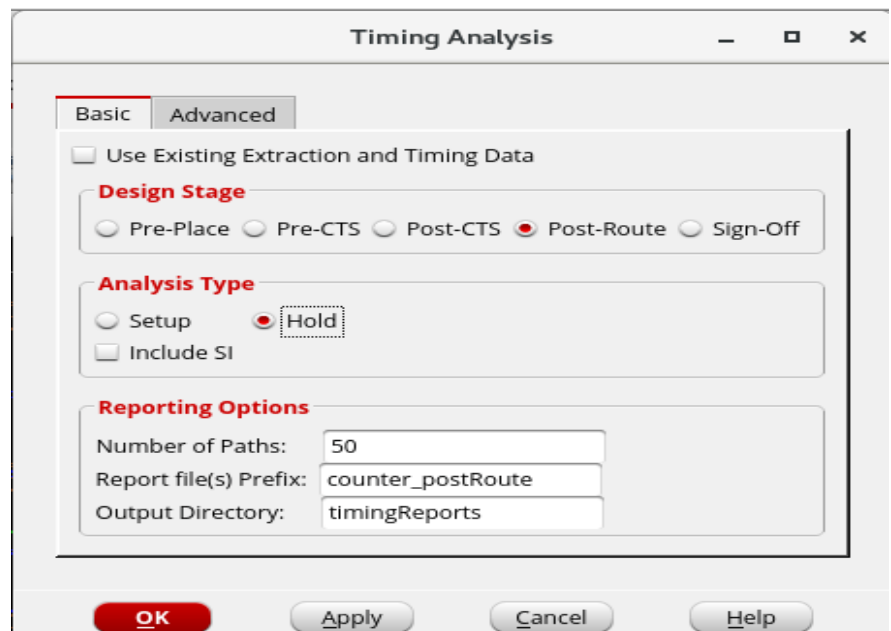 Timing Analysis
Basic Advanced
Use Existing Extraction and Timing Data
Design Stage
Pre-Place Pre-CTS Post-CTS Post-Route Sign-Off
Analysis Type
Setup Hold
Include SI
Reporting Options
Number of Paths: 50
Report file(s) Prefix: counter_postRoute
Output Directory: timingReports
OK Apply Cancel Help